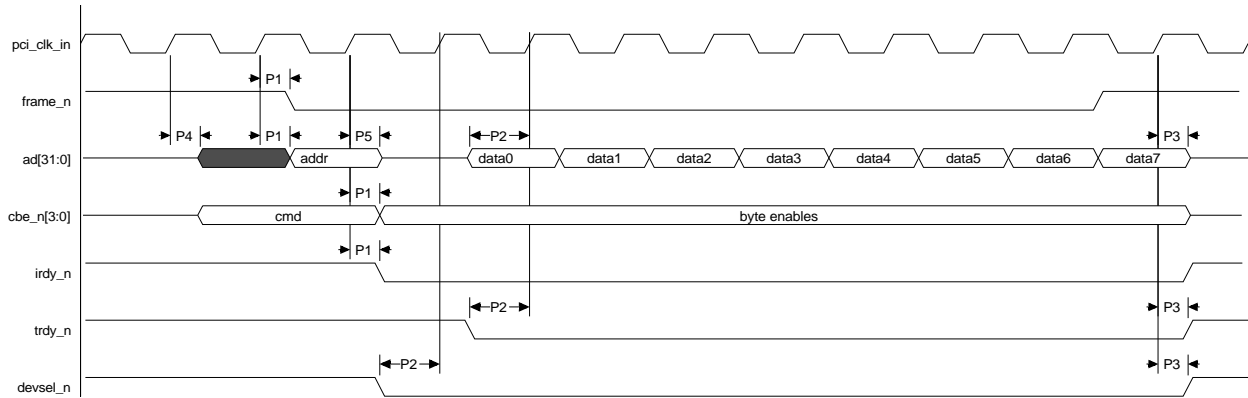 pci_clk_in
P1
frame_n
P4 P1 P5 P2 P3
ad[31:0] addr data0 data1 data2 data3 data4 data5 data6 data7
P1
cbe_n[3:0] cmd byte enables
P1
irdy_n
P2 P3
trdy_n
P2 P3
devsel_n